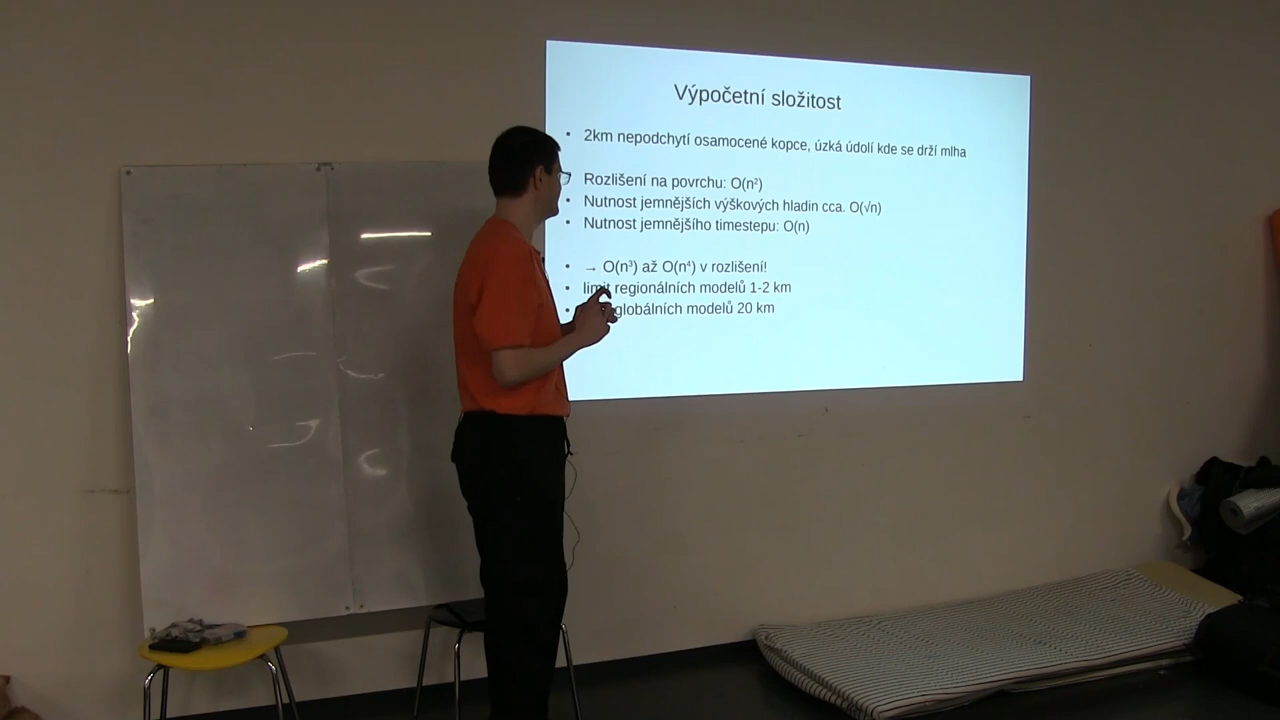 Výpočetní složitost
• 2km nepodchytí osamocené kopce, úzká údolí kde se drží mlha
• Rozlišení na povrchu: O(n²)
• Nutnost jemnějších výškových hladin cca. O(√n)
• Nutnost jemnějšího timestepu: O(n)
• → O(n³) až O(n⁴) v rozlišení!
• limit regionálních modelů 1-2 km
• globálních modelů 20 km